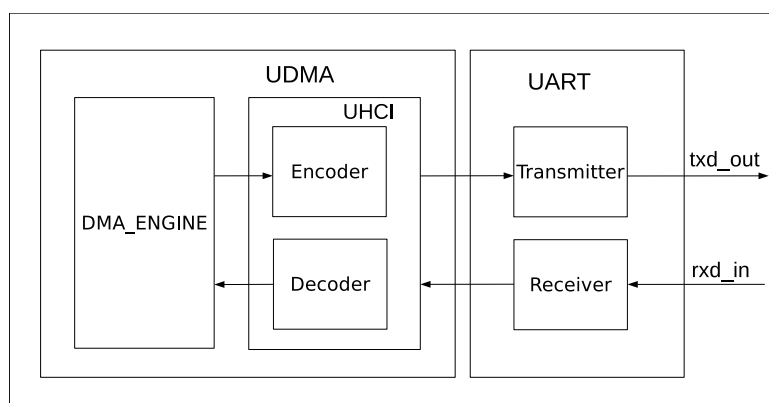 UDMA
UART
UHCI
Encoder
Transmitter
txd_out
DMA_ENGINE
Decoder
Receiver
rxd_in